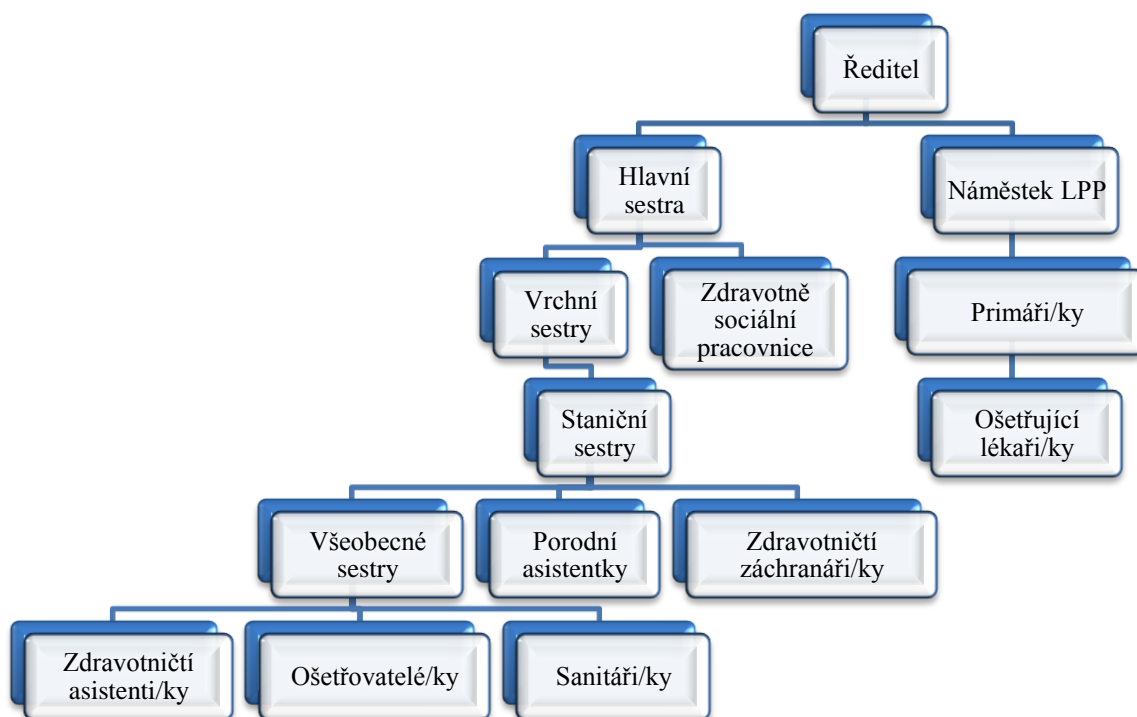 Ředitel
Hlavní
sestra
Náměstek LPP
Vrchní
sestry
Zdravotně
sociální
pracovnice
Primáři/ky
Staniční
sestry
Ošetřující
lékaři/ky
Všeobecné
sestry
Porodní
asistentky
Zdravotničtí
záchranáři/ky
Zdravotničtí
asistenti/ky
Ošetřovatelé/ky
Sanitáři/ky